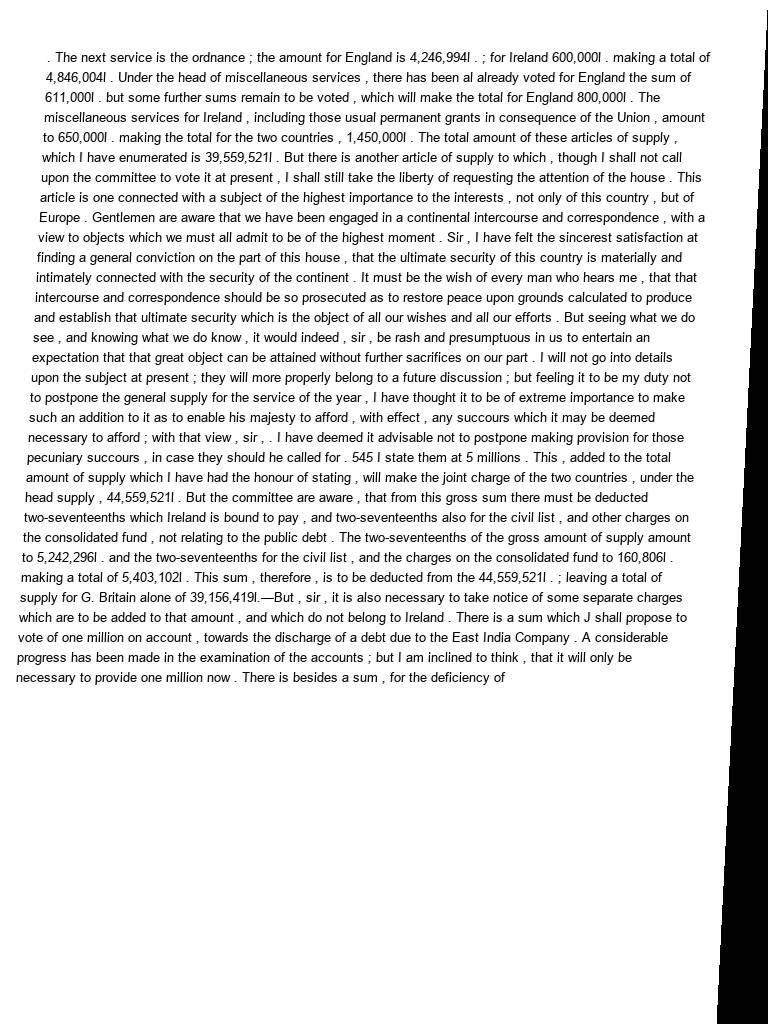 . The next service is the ordnance ; the amount for England is 4,246,994l . ; for Ireland 600,000l . making a total of
4,846,004l . Under the head of miscellaneous services , there has been al already voted for England the sum of
611,000l . but some further sums remain to be voted , which will make the total for England 800,000l . The
miscellaneous services for Ireland , including those usual permanent grants in consequence of the Union , amount
to 650,000l . making the total for the two countries , 1,450,000l . The total amount of these articles of supply ,
which I have enumerated is 39,559,521l . But there is another article of supply to which , though I shall not call
upon the committee to vote it at present , I shall still take the liberty of requesting the attention of the house . This
article is one connected with a subject of the highest importance to the interests , not only of this country , but of
Europe . Gentlemen are aware that we have been engaged in a continental intercourse and correspondence , with a
view to objects which we must all admit to be of the highest moment . Sir , I have felt the sincerest satisfaction at
finding a general conviction on the part of this house , that the ultimate security of this country is materially and
intimately connected with the security of the continent . It must be the wish of every man who hears me , that that
intercourse and correspondence should be so prosecuted as to restore peace upon grounds calculated to produce
and establish that ultimate security which is the object of all our wishes and all our efforts . But seeing what we do
see , and knowing what we do know , it would indeed , sir , be rash and presumptuous in us to entertain an
expectation that that great object can be attained without further sacrifices on our part . I will not go into details
upon the subject at present ; they will more properly belong to a future discussion ; but feeling it to be my duty not
to postpone the general supply for the service of the year , I have thought it to be of extreme importance to make
such an addition to it as to enable his majesty to afford , with effect , any succours which it may be deemed
necessary to afford ; with that view , sir , . I have deemed it advisable not to postpone making provision for those
pecuniary succours , in case they should he called for . 545 I state them at 5 millions . This , added to the total
amount of supply which I have had the honour of stating , will make the joint charge of the two countries , under the
head supply , 44,559,521l . But the committee are aware , that from this gross sum there must be deducted
two-seventeenths which Ireland is bound to pay , and two-seventeenths also for the civil list , and other charges on
the consolidated fund , not relating to the public debt . The two-seventeenths of the gross amount of supply amount
to 5,242,296l . and the two-seventeenths for the civil list , and the charges on the consolidated fund to 160,806l .
making a total of 5,403,102l . This sum , therefore , is to be deducted from the 44,559,521l . ; leaving a total of
supply for G. Britain alone of 39,156,419l.—But , sir , it is also necessary to take notice of some separate charges
which are to be added to that amount , and which do not belong to Ireland . There is a sum which J shall propose to
vote of one million on account , towards the discharge of a debt due to the East India Company . A considerable
progress has been made in the examination of the accounts ; but I am inclined to think , that it will only be
necessary to provide one million now . There is besides a sum , for the deficiency of